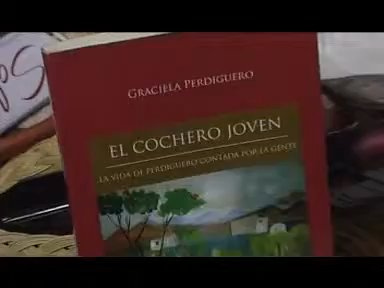 GRACIELA PERDIGUERO
EL COCHERO JOVEN
LA VIDA DE PERDIGUERO CONTADA POR LA GENTE